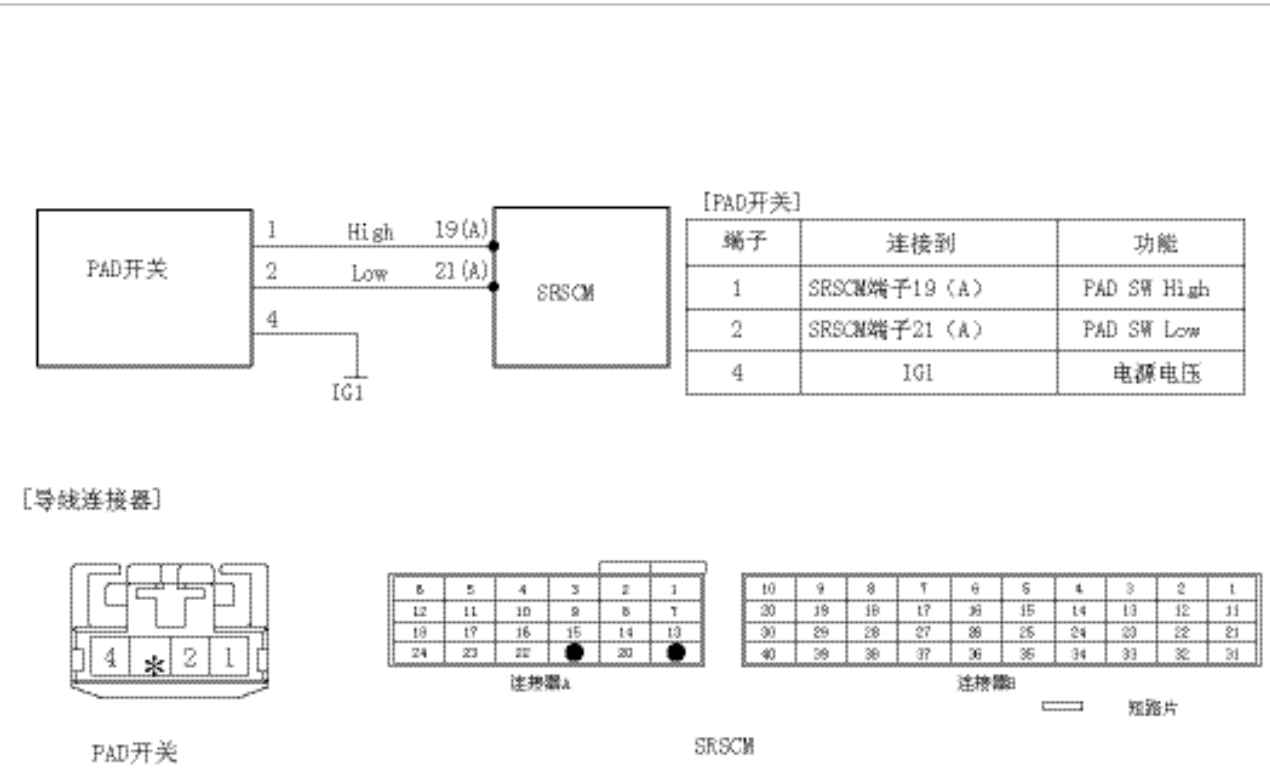 [PAD开关]
1 High 19(A)
PAD开关
2 Low 21(A)
SRSCM
4
IG1
端子 连接到 功能
1 SRSCM端子19（A） PAD SW High
2 SRSCM端子21（A） PAD SW Low
4 IG1 电源电压
[导线连接器]
4 * 2 1
PAD开关
6 5 4 3 2 1
12 11 10 9 8 7
18 17 16 15 14 13
24 23 22 20
连接器A
10 9 8 7 6 5 4 3 2 1
20 19 18 17 16 15 14 13 12 11
30 29 28 27 26 25 24 23 22 21
40 39 38 37 36 35 34 33 32 31
连接器B
短路片
SRSCM